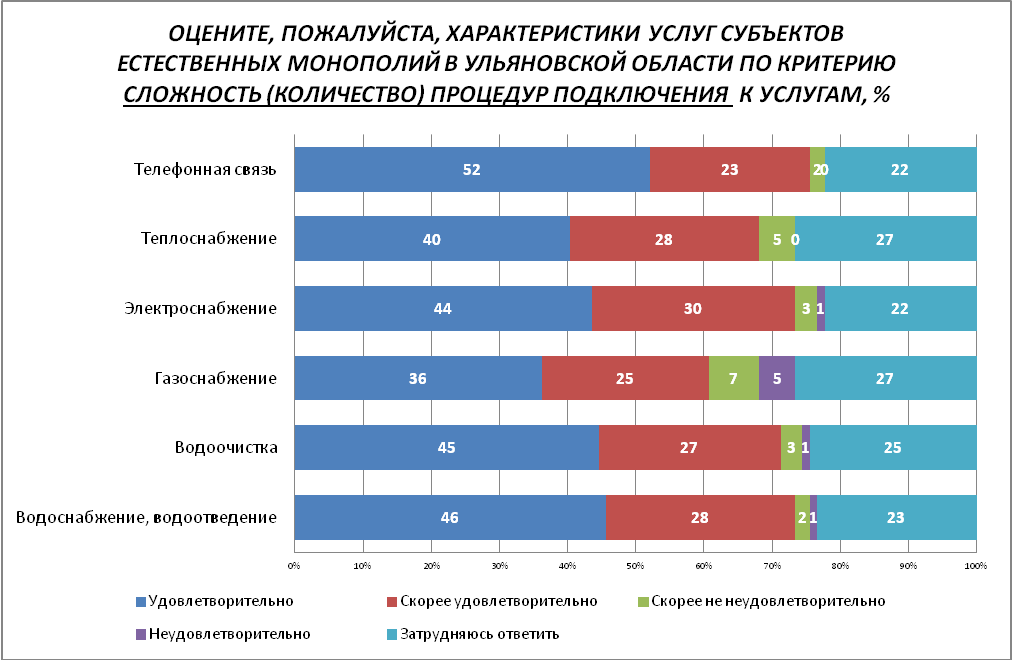 ОЦЕНИТЕ, ПОЖАЛУЙСТА, ХАРАКТЕРИСТИКИ УСЛУГ СУБЪЕКТОВ
ЕСТЕСТВЕННЫХ МОНОПОЛИЙ В УЛЬЯНОВСКОЙ ОБЛАСТИ ПО КРИТЕРИЮ
СЛОЖНОСТЬ (КОЛИЧЕСТВО) ПРОЦЕДУР ПОДКЛЮЧЕНИЯ К УСЛУГАМ, %
Телефонная связь 52 23 2 0 22
Теплоснабжение 40 28 5 0 27
Электроснабжение 44 30 3 1 22
Газоснабжение 36 25 7 5 27
Водоочистка 45 27 3 1 25
Водоснабжение, водоотведение 46 28 2 1 23
0% 10% 20% 30% 40% 50% 60% 70% 80% 90% 100%
Удовлетворительно Скорее удовлетворительно Скорее не неудовлетворительно
Неудовлетворительно Затрудняюсь ответить